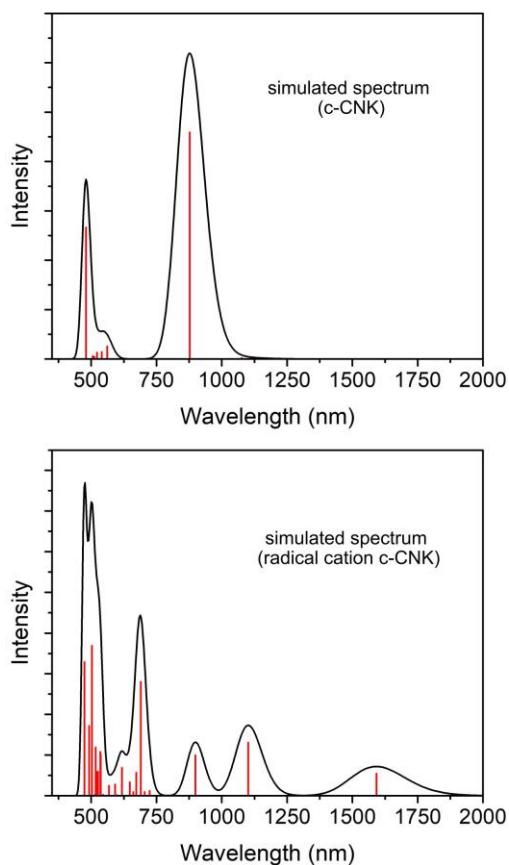 Intensity
simulated spectrum
(c-CNK)
500 750 1000 1250 1500 1750 2000
Wavelength (nm)
Intensity
simulated spectrum
(radical cation c-CNK)
500 750 1000 1250 1500 1750 2000
Wavelength (nm)